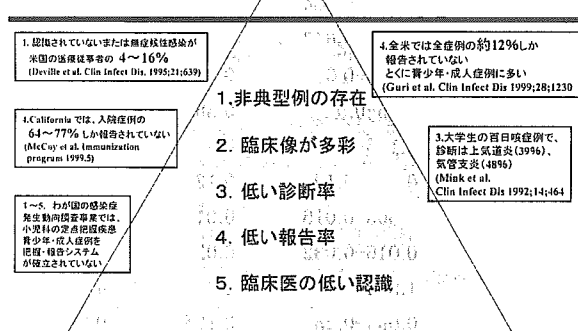 1. 認識されていないまたは無症候性感染が
米国の医療従事者の 4～16%
(Deville et al. Clin Infect Dis. 1995;21;639)
4.全米では全症例の約12%しか
報告されていない
とくに青少年・成人症例に多い
(Guri et al. Clin Infect Dis 1999;28;1230
4.Californiaでは、入院症例の
64～77%しか報告されていない
(McCoy et al. Immunization
program 1999.5)
3.大学生の百日咳症例で、
診断は上気道炎(39%)、
気管支炎(48%)
(Mink et al.
Clin Infect Dis 1992;14;464
1～5. わが国の感染症
発生動向調査事業では、
小児科の定点把握疾患
青少年・成人症例を
把握・報告システム
が確立されていない
1.非典型例の存在
2. 臨床像が多彩
3. 低い診断率
4. 低い報告率
5. 臨床医の低い認識